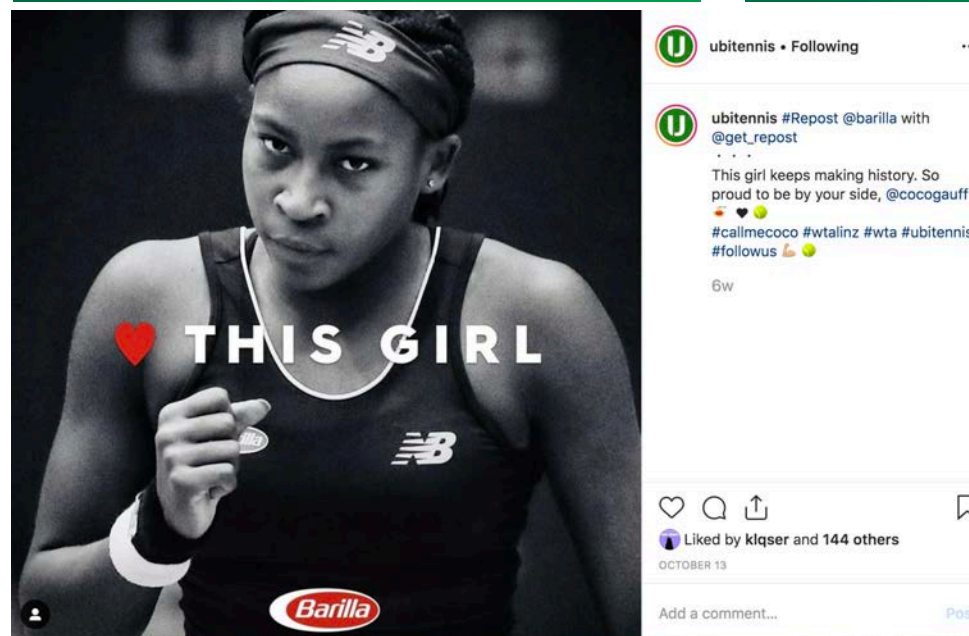 NB
THIS GIRL
NB
Barilla
ubitennis • Following
ubitennis #Repost @barilla with
@get_repost
. . .
This girl keeps making history. So
proud to be by your side, @cocogauff
#callmecoco #wtalinz #wta #ubitennis
#followus
6w
Liked by klqser and 144 others
OCTOBER 13
Add a comment...